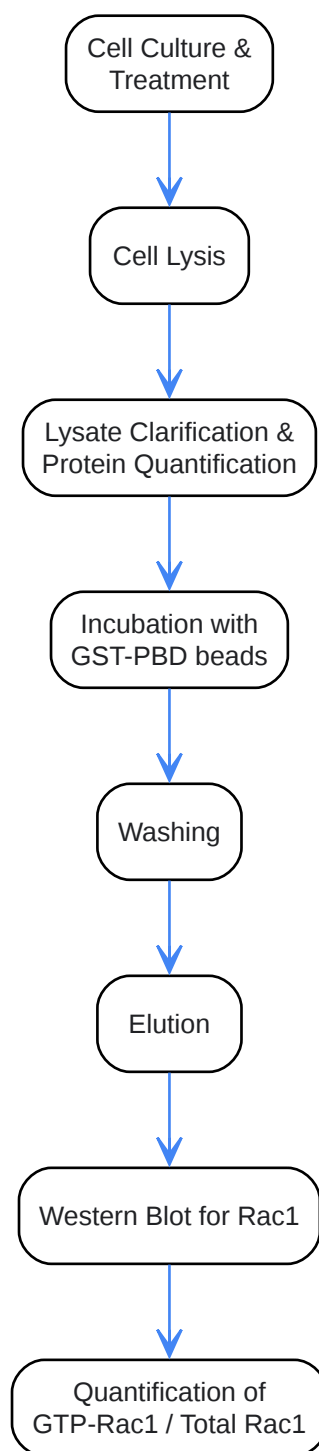 Cell Culture &
Treatment
Cell Lysis
Lysate Clarification &
Protein Quantification
Incubation with
GST-PBD beads
Washing
Elution
Western Blot for Rac1
Quantification of
GTP-Rac1 / Total Rac1